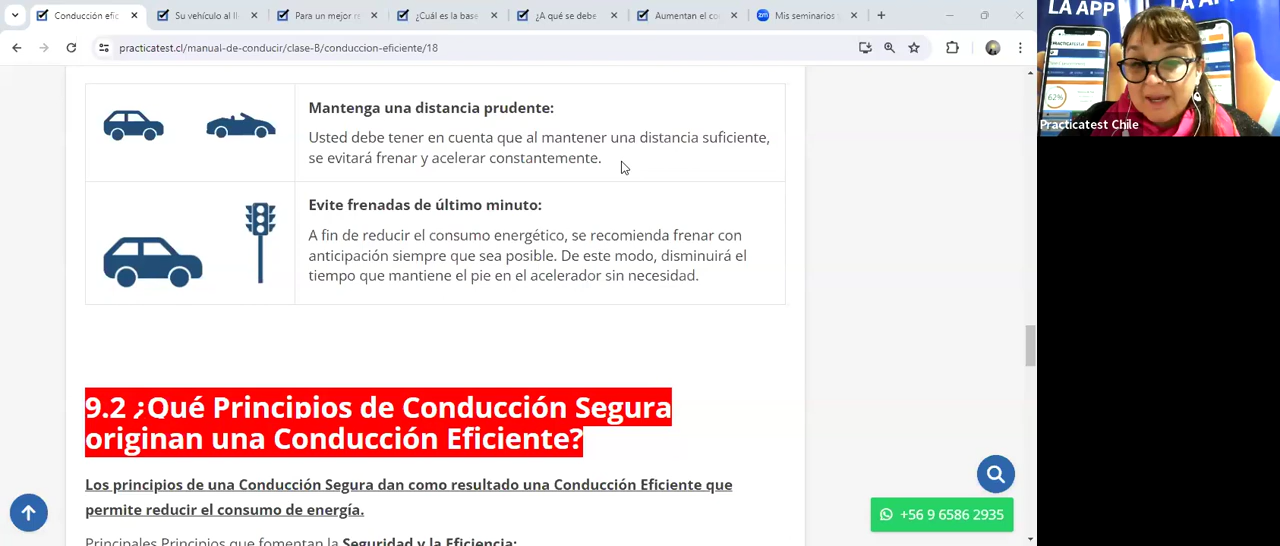 Conducción efic
Su vehículo al ll
Para un mejor re
¿Cuál es la base
¿A qué se debe
Aumentan el co
zm
Mis seminarios
practicatest.cl/manual-de-conducir/clase-B/conduccion-eficiente/18
LA APP
LA APP
62%
Practicatest Chile
Mantenga una distancia prudente:
Usted debe tener en cuenta que al mantener una distancia suficiente,
se evitará frenar y acelerar constantemente.
Evite frenadas de último minuto:
A fin de reducir el consumo energético, se recomienda frenar con
anticipación siempre que sea posible. De este modo, disminuirá el
tiempo que mantiene el pie en el acelerador sin necesidad.
9.2 ¿Qué Principios de Conducción Segura
originan una Conducción Eficiente?
Los principios de una Conducción Segura dan como resultado una Conducción Eficiente que
permite reducir el consumo de energía.
Principales Principios que fomentan la Seguridad y la Eficiencia:
+56 9 6586 2935